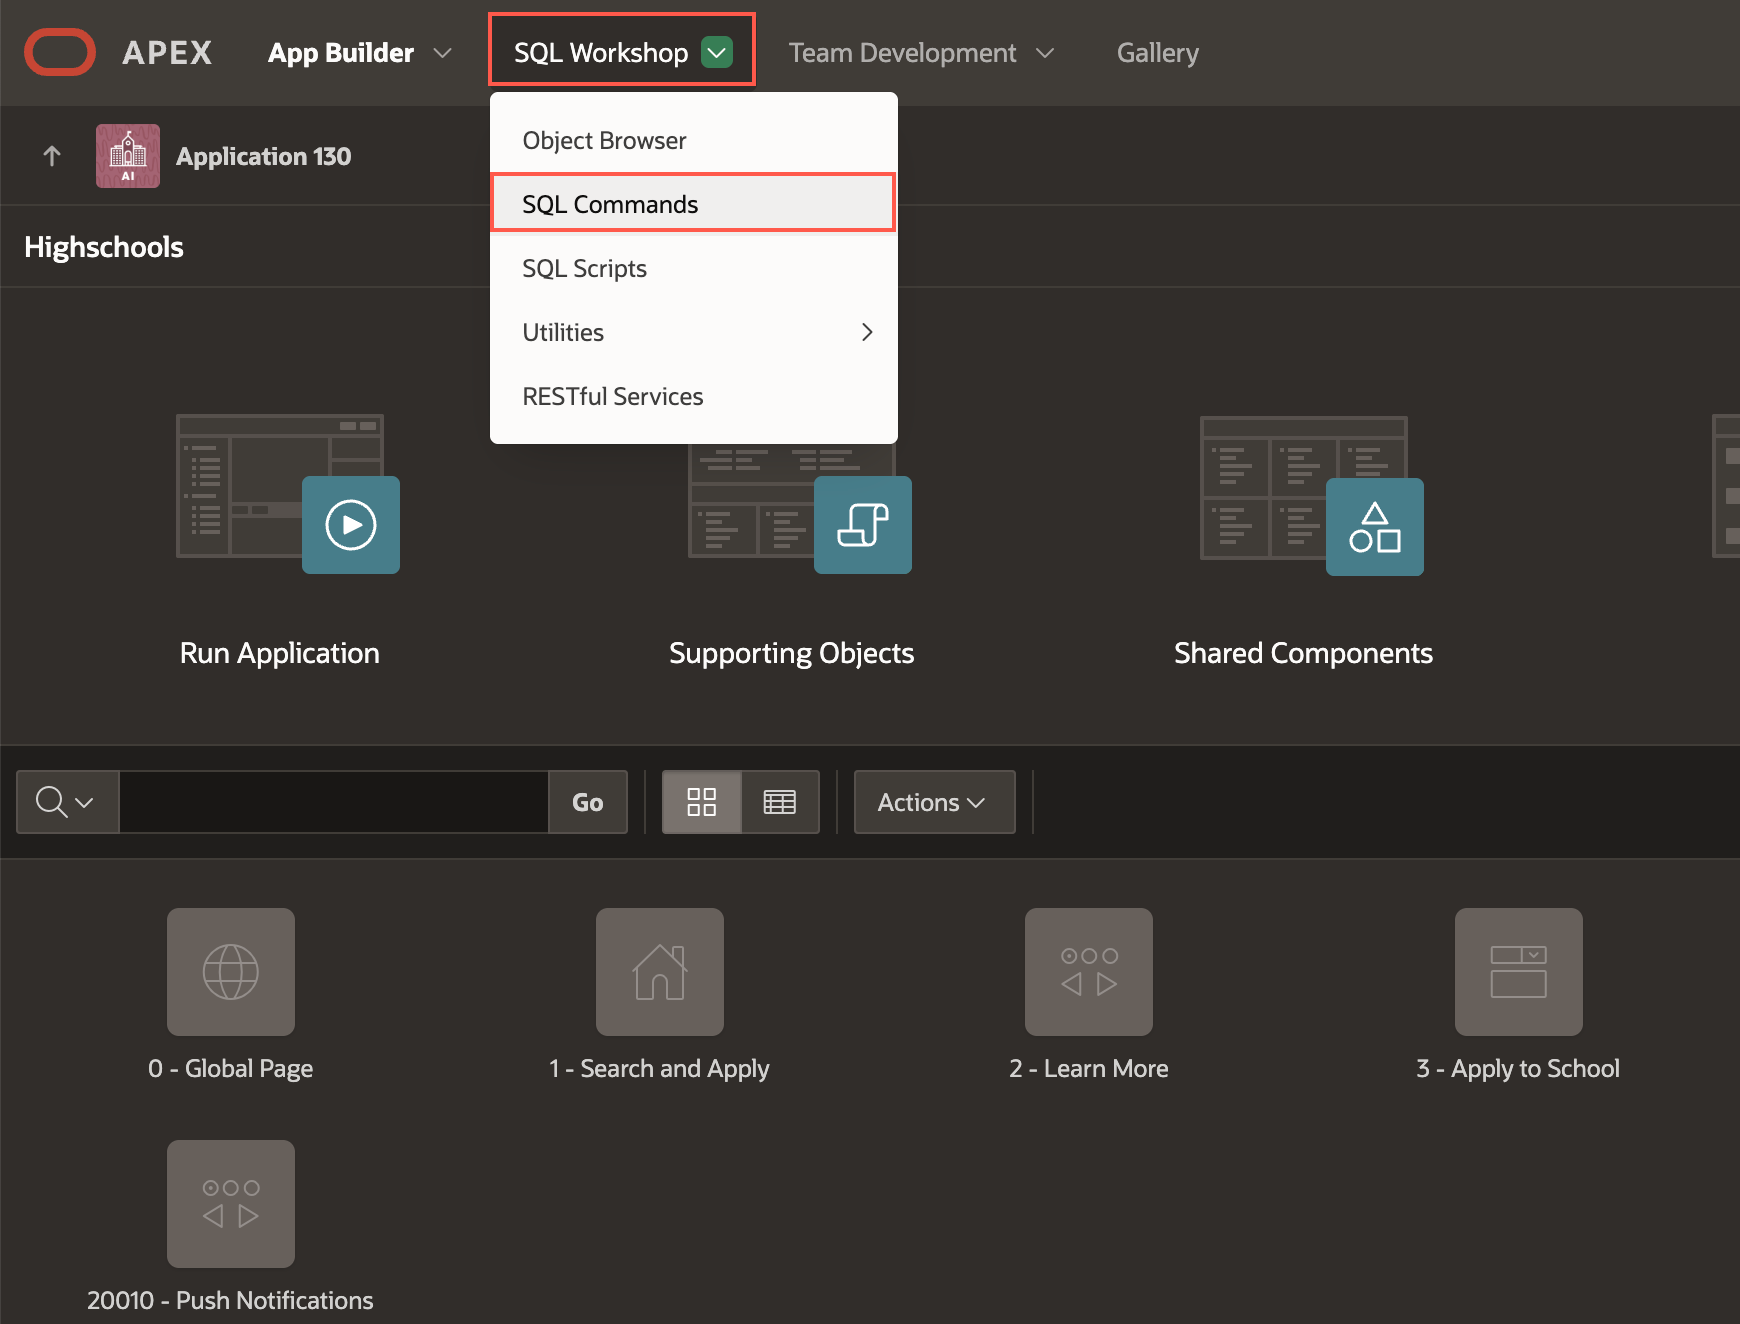 APEX App Builder SQL Workshop Team Development Gallery
Object Browser
AI Application 130
SQL Commands
Highschools
SQL Scripts
Utilities
RESTful Services
Run Application Supporting Objects Shared Components
Go Actions
0 - Global Page 1 - Search and Apply 2 - Learn More 3 - Apply to School
20010 - Push Notifications